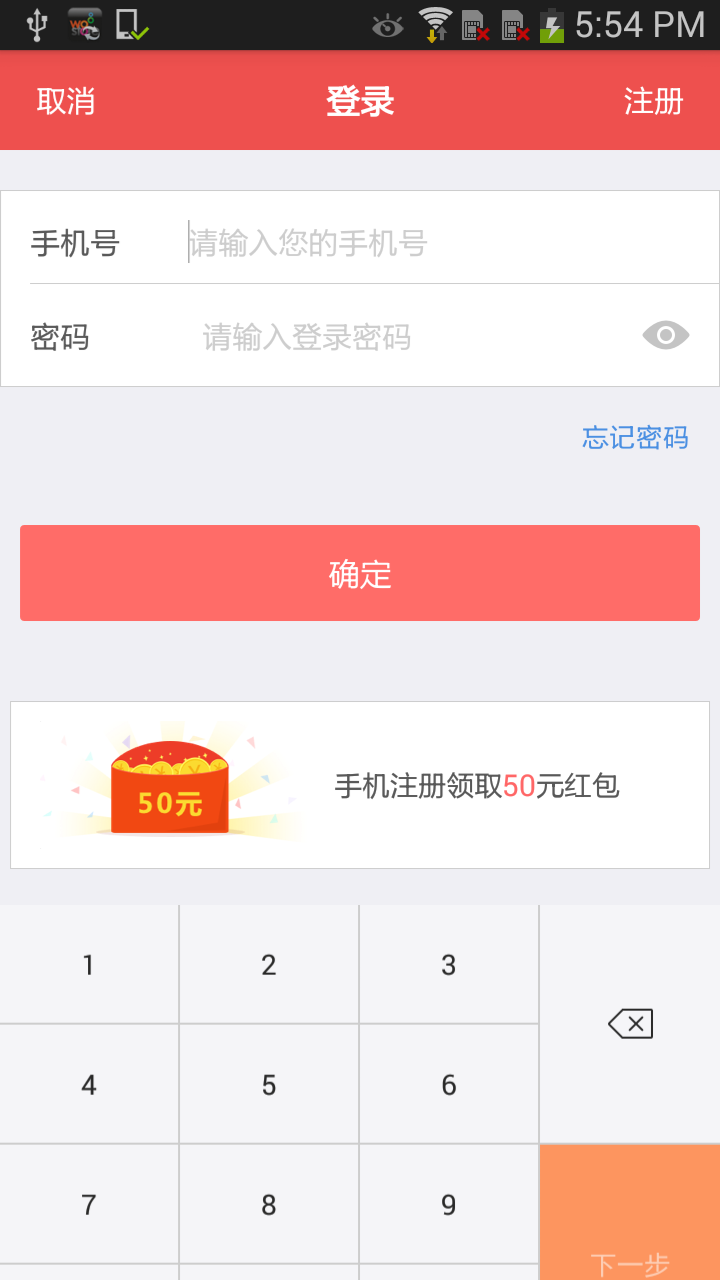 5:54 PM
取消 登录 注册
手机号 请输入您的手机号
密码 请输入登录密码
忘记密码
确定
50元 手机注册领取50元红包
1 2 3
4 5 6
7 8 9
下一步